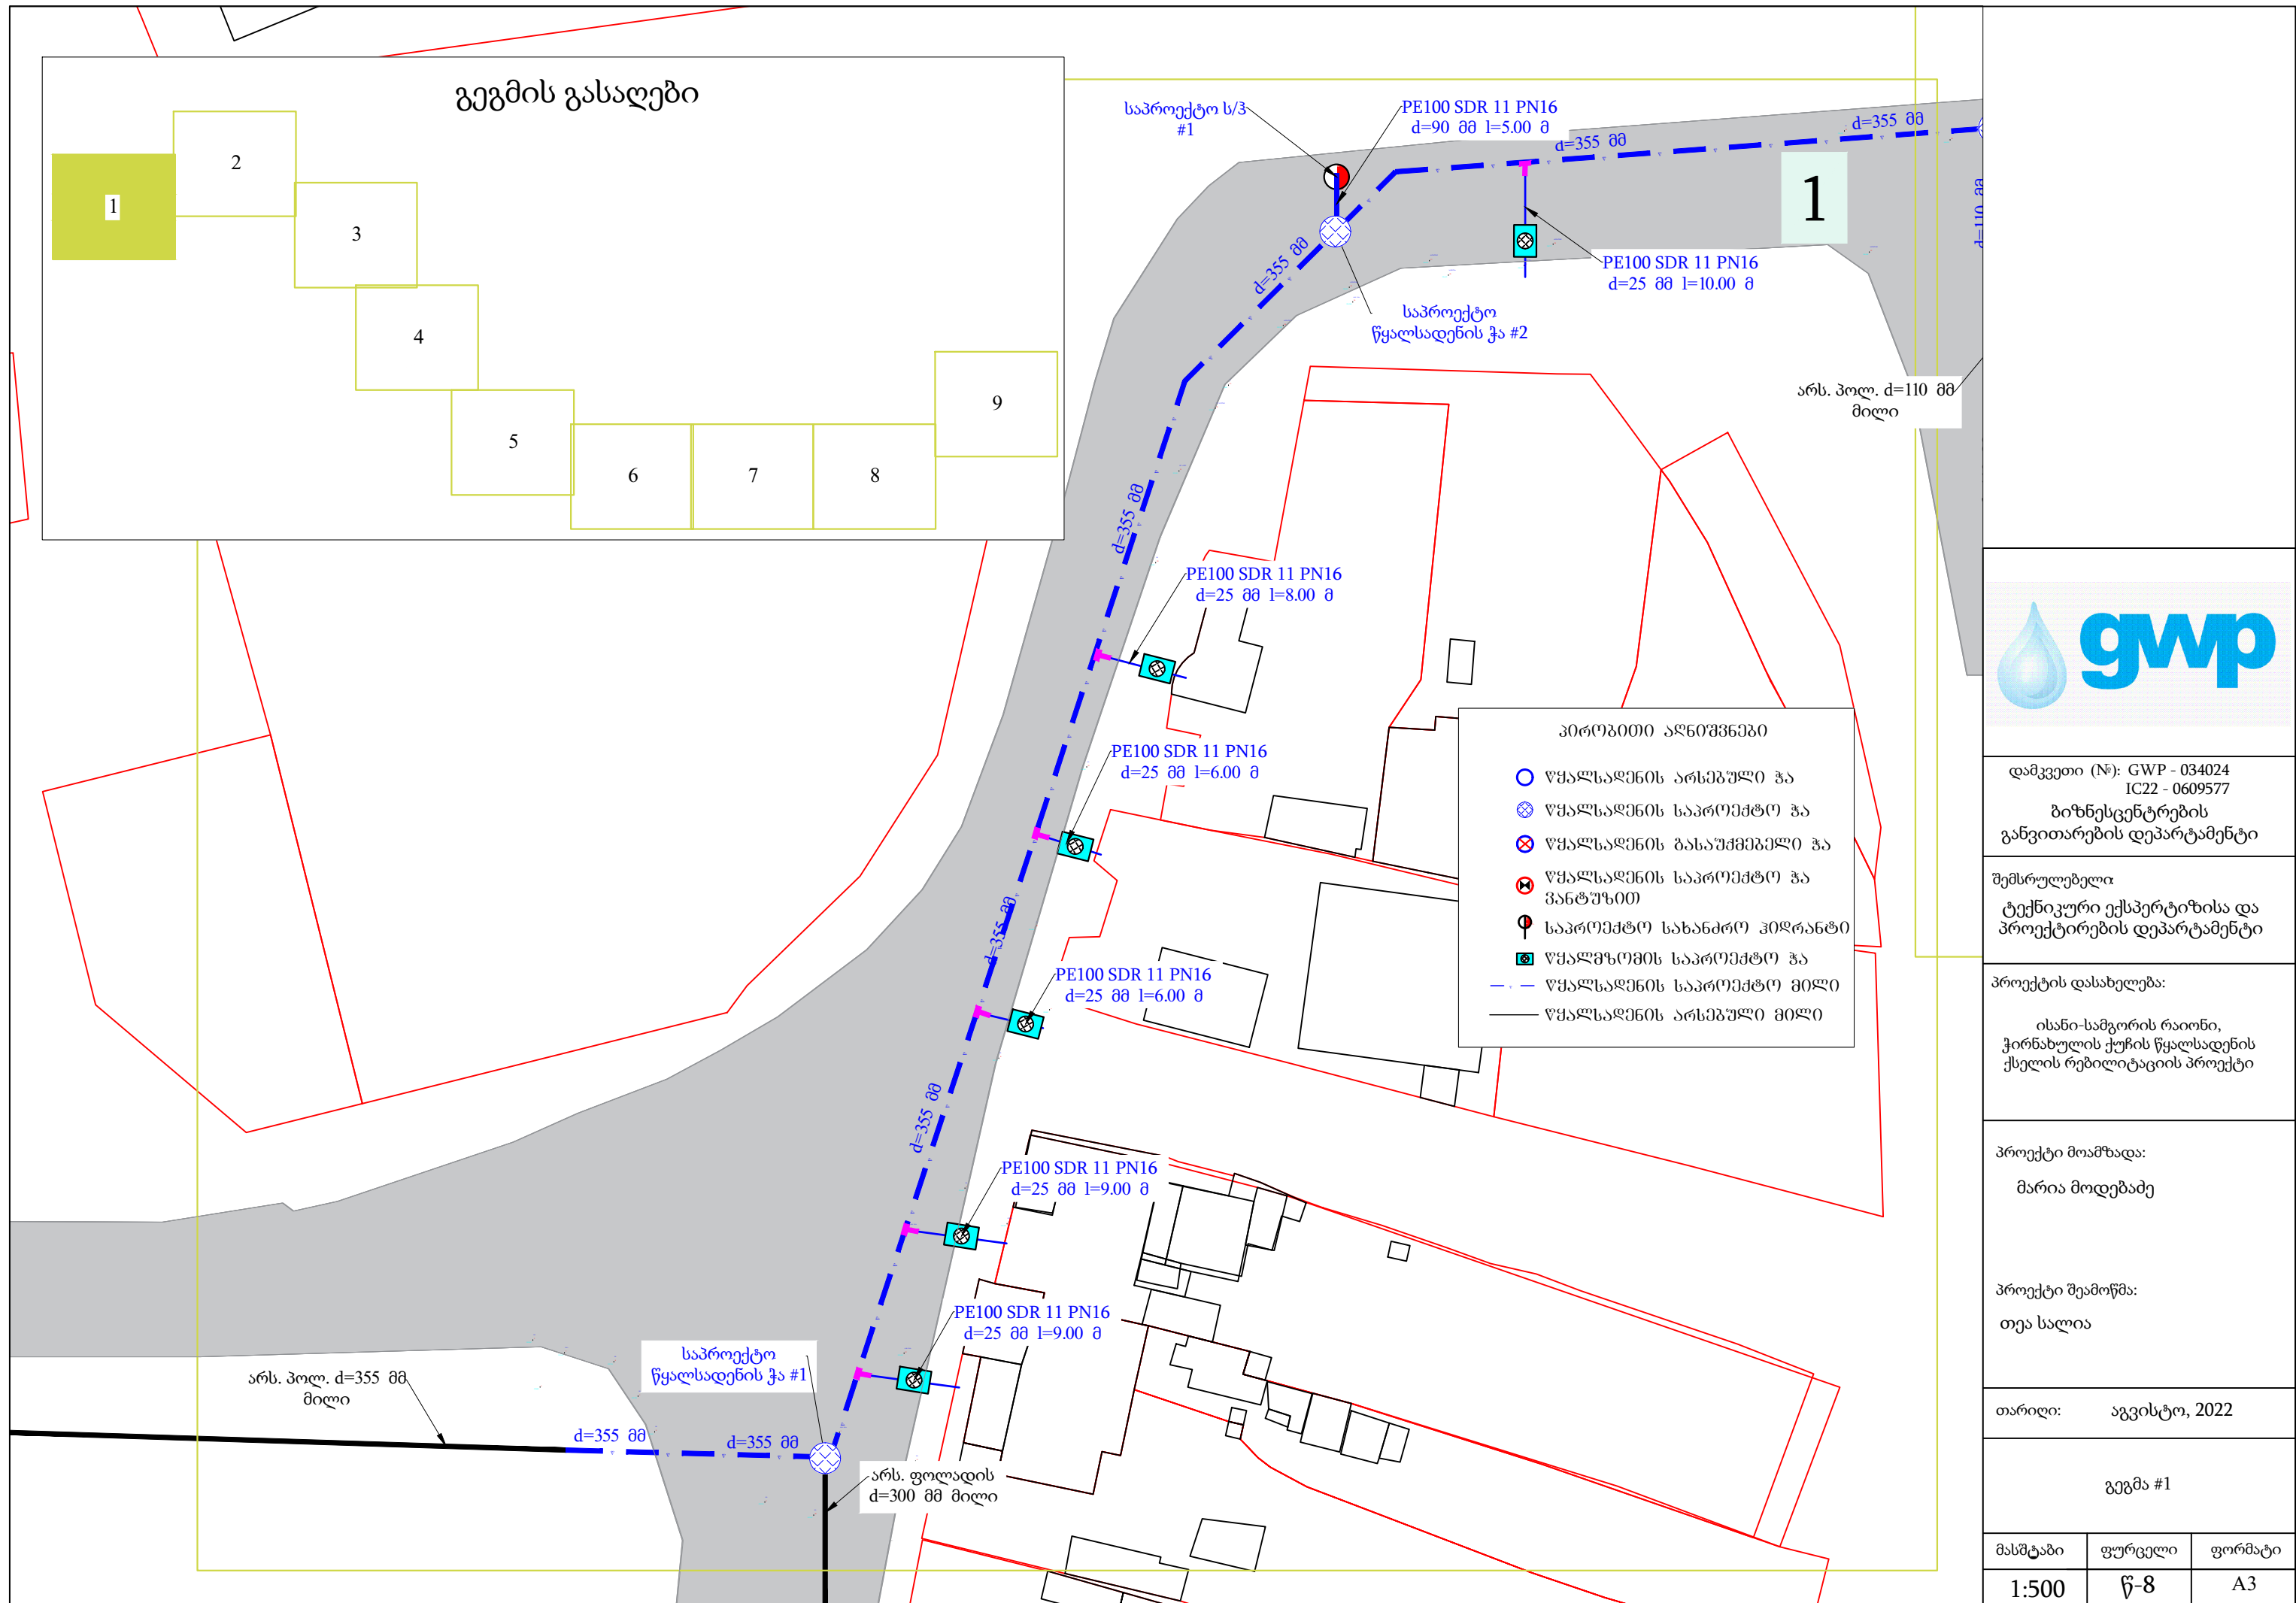 გეგმის გასაღები
1
2
3
4
5
6
7
8
9
საპროექტო ს/ჰ
#1
PE100 SDR 11 PN16
d=90 მმ l=5.00 მ
d=355 მმ
d=355 მმ
1
d=110 მმ
d=355 მმ
PE100 SDR 11 PN16
d=25 მმ l=10.00 მ
საპროექტო
წყალსადენის ჭა #2
არს. პოლ. d=110 მმ
მილი
d=355 მმ
PE100 SDR 11 PN16
d=25 მმ l=8.00 მ
PE100 SDR 11 PN16
d=25 მმ l=6.00 მ
d=355 მმ
PE100 SDR 11 PN16
d=25 მმ l=6.00 მ
d=355 მმ
PE100 SDR 11 PN16
d=25 მმ l=9.00 მ
PE100 SDR 11 PN16
d=25 მმ l=9.00 მ
საპროექტო
წყალსადენის ჭა #1
არს. პოლ. d=355 მმ
მილი
d=355 მმ
d=355 მმ
არს. ფოლადის
d=300 მმ მილი
პირობითი აღნიშვნები
წყალსადენის არსებული ჭა
წყალსადენის საპროექტო ჭა
წყალსადენის გასაუქმებელი ჭა
წყალსადენის საპროექტო ჭა
ვანტუზით
საპროექტო სახანძრო ჰიდრანტი
წყალმზომის საპროექტო ჭა
წყალსადენის საპროექტო მილი
წყალსადენის არსებული მილი
gwp
დამკვეთი (№): GWP - 034024
IC22 - 0609577
ბიზნესცენტრების
განვითარების დეპარტამენტი
შემსრულებელი:
ტექნიკური ექსპერტიზისა და
პროექტირების დეპარტამენტი
პროექტის დასახელება:
ისანი-სამგორის რაიონი,
ჭირნახულის ქუჩის წყალსადენის
ქსელის რებილიტაციის პროექტი
პროექტი მოამზადა:
მარია მოდებაძე
პროექტი შეამოწმა:
თეა სალია
თარიღი: აგვისტო, 2022
გეგმა #1
მასშტაბი ფურცელი ფორმატი
1:500 წ-8 A3